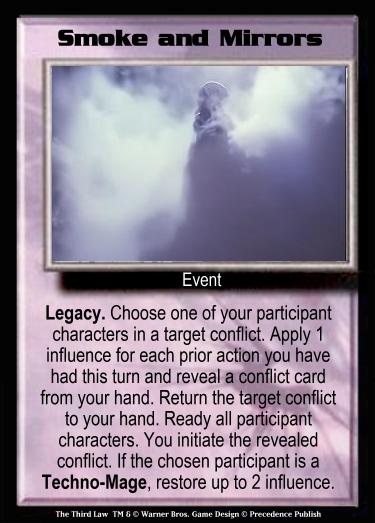 Smoke and Mirrors
Event
Legacy. Choose one of your participant
characters in a target conflict. Apply 1
influence for each prior action you have
had this turn and reveal a conflict card
from your hand. Return the target conflict
to your hand. Ready all participant
characters. You initiate the revealed
conflict. If the chosen participant is a
Techno-Mage, restore up to 2 influence.
The Third Law TM & © Warner Bros. Game Design © Precedence Publish